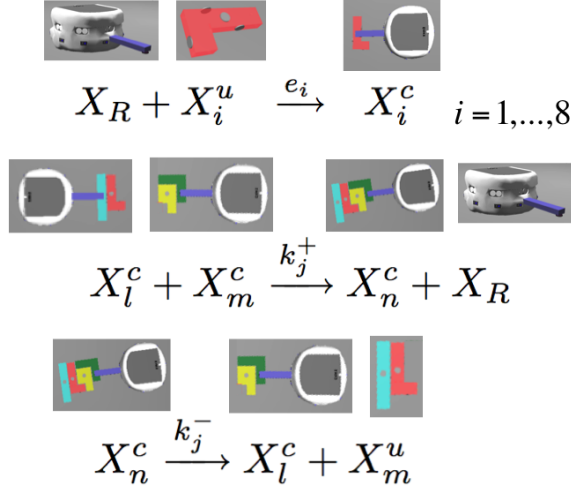 X_R + X_i^u \xrightarrow{e_i} X_i^c i = 1,...,8
X_l^c + X_m^c \xrightarrow{k_j^+} X_n^c + X_R
X_n^c \xrightarrow{k_j^-} X_l^c + X_m^u